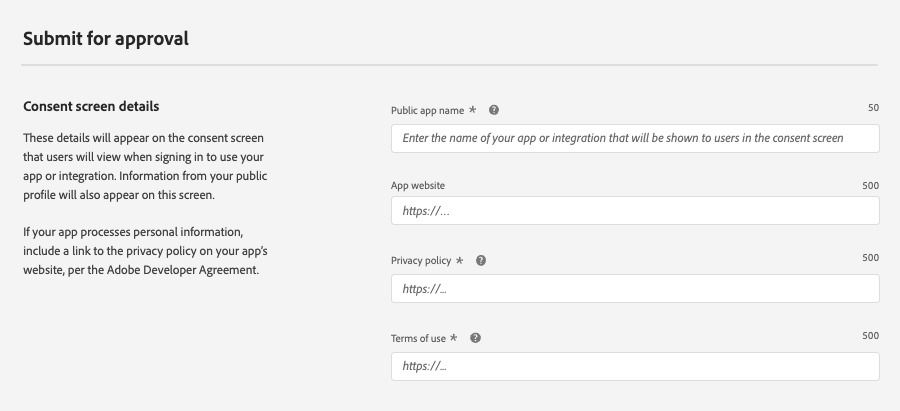 Submit for approval
Consent screen details
These details will appear on the consent screen
that users will view when signing in to use your
app or integration. Information from your public
profile will also appear on this screen.
If your app processes personal information,
include a link to the privacy policy on your app's
website, per the Adobe Developer Agreement.
Public app name * ? 50
Enter the name of your app or integration that will be shown to users in the consent screen
App website 500
https://...
Privacy policy * ? 500
https://...
Terms of use * ? 500
https://...